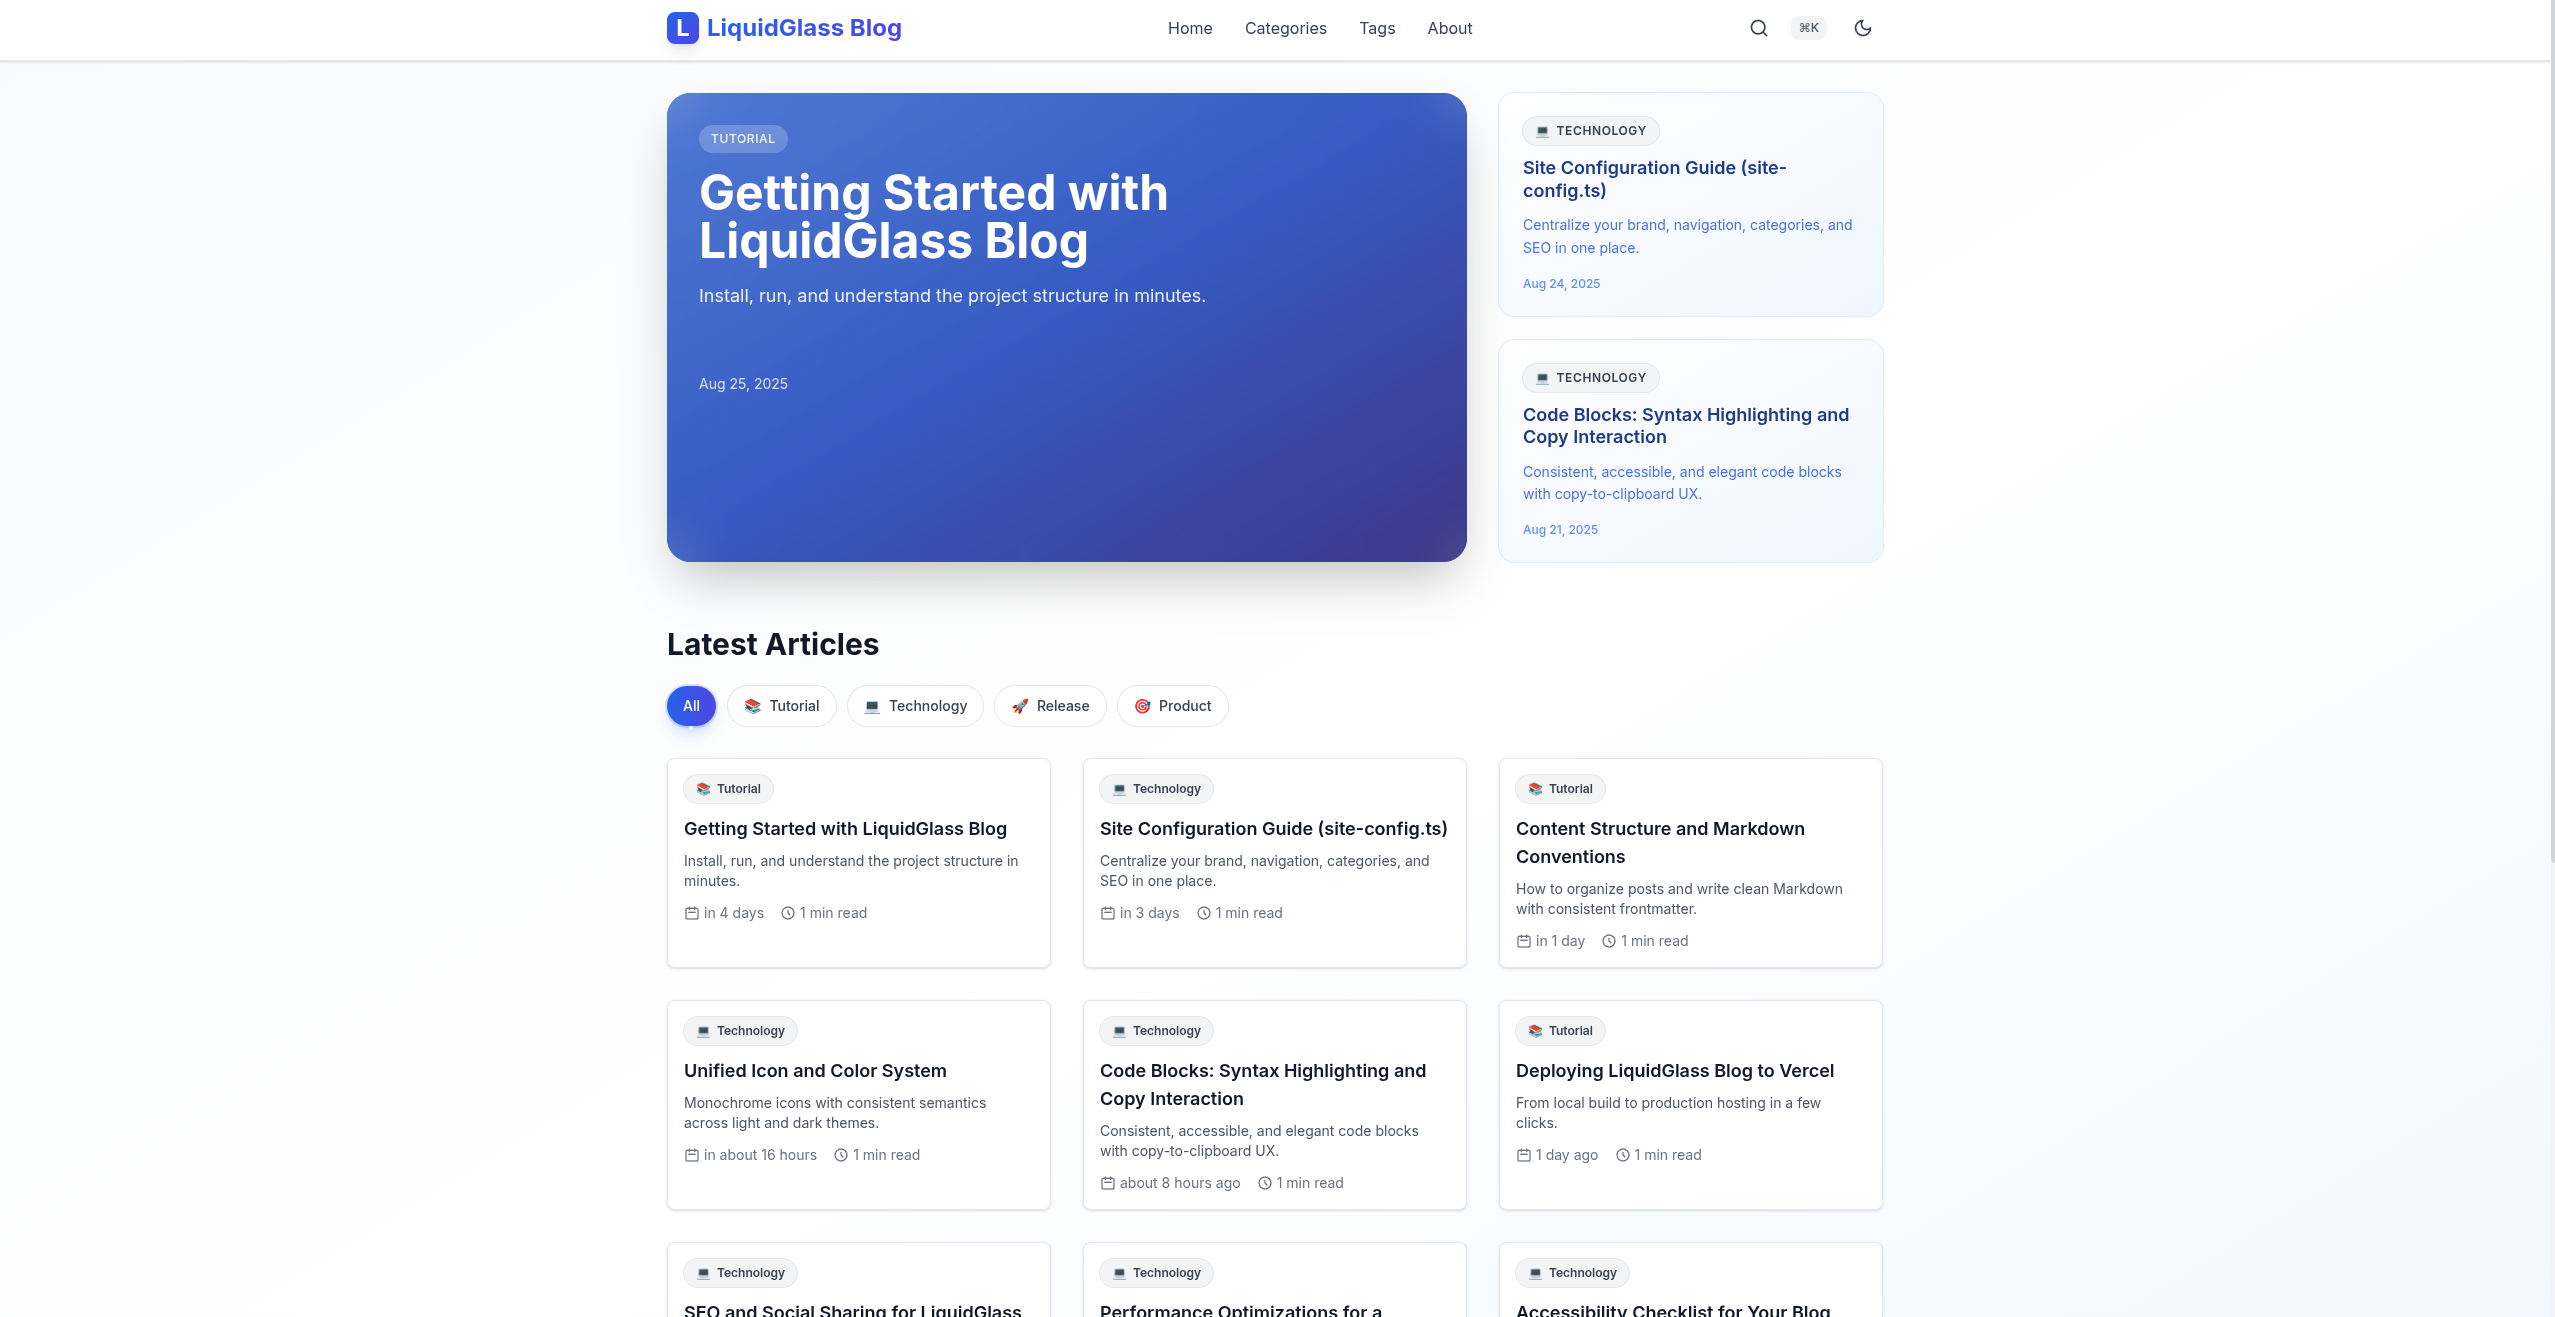 L LiquidGlass Blog
Home Categories Tags About
⌘K
TUTORIAL
Getting Started with
LiquidGlass Blog
Install, run, and understand the project structure in minutes.
Aug 25, 2025
TECHNOLOGY
Site Configuration Guide (site-
config.ts)
Centralize your brand, navigation, categories, and
SEO in one place.
Aug 24, 2025
TECHNOLOGY
Code Blocks: Syntax Highlighting and
Copy Interaction
Consistent, accessible, and elegant code blocks
with copy-to-clipboard UX.
Aug 21, 2025
Latest Articles
All Tutorial Technology Release Product
Tutorial
Getting Started with LiquidGlass Blog
Install, run, and understand the project structure in
minutes.
in 4 days 1 min read
Technology
Site Configuration Guide (site-config.ts)
Centralize your brand, navigation, categories, and
SEO in one place.
in 3 days 1 min read
Tutorial
Content Structure and Markdown
Conventions
How to organize posts and write clean Markdown
with consistent frontmatter.
in 1 day 1 min read
Technology
Unified Icon and Color System
Monochrome icons with consistent semantics
across light and dark themes.
in about 16 hours 1 min read
Technology
Code Blocks: Syntax Highlighting and
Copy Interaction
Consistent, accessible, and elegant code blocks
with copy-to-clipboard UX.
about 8 hours ago 1 min read
Tutorial
Deploying LiquidGlass Blog to Vercel
From local build to production hosting in a few
clicks.
1 day ago 1 min read
Technology
SEO and Social Sharing for LiquidGlass
Technology
Performance Optimizations for a
Technology
Accessibility Checklist for Your Blog